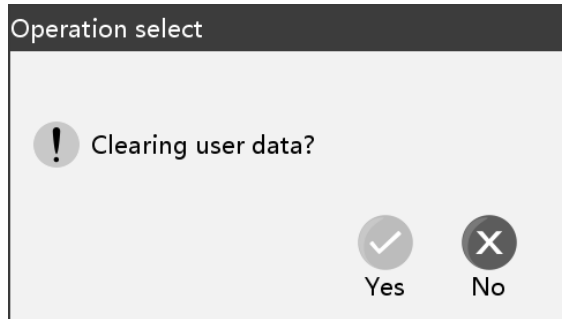 Operation select
Clearing user data?
Yes No